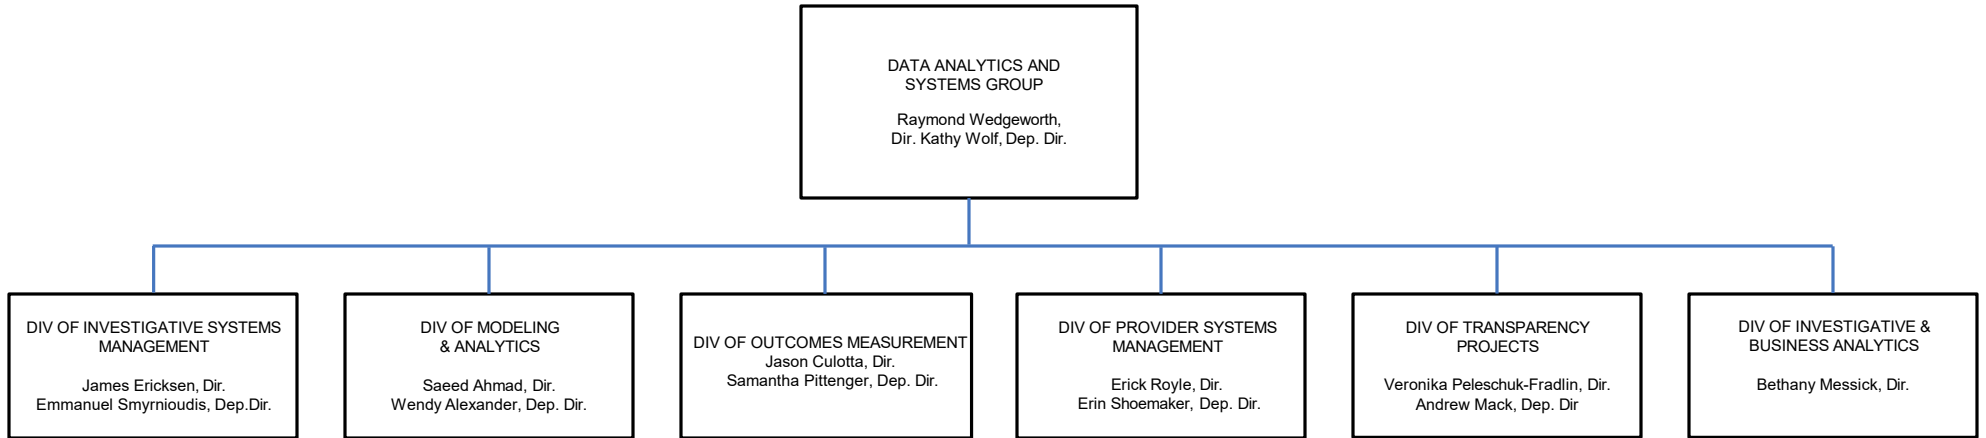 DATA ANALYTICS AND
SYSTEMS GROUP
Raymond Wedgeworth,
Dir. Kathy Wolf, Dep. Dir.
DIV OF INVESTIGATIVE SYSTEMS
MANAGEMENT
James Ericksen, Dir.
Emmanuel Smyrnioudis, Dep.Dir.
DIV OF MODELING
& ANALYTICS
Saeed Ahmad, Dir.
Wendy Alexander, Dep. Dir.
DIV OF OUTCOMES MEASUREMENT
Jason Culotta, Dir.
Samantha Pittenger, Dep. Dir.
DIV OF PROVIDER SYSTEMS
MANAGEMENT
Erick Royle, Dir.
Erin Shoemaker, Dep. Dir.
DIV OF TRANSPARENCY
PROJECTS
Veronika Peleschuk-Fradlin, Dir.
Andrew Mack, Dep. Dir
DIV OF INVESTIGATIVE &
BUSINESS ANALYTICS
Bethany Messick, Dir.